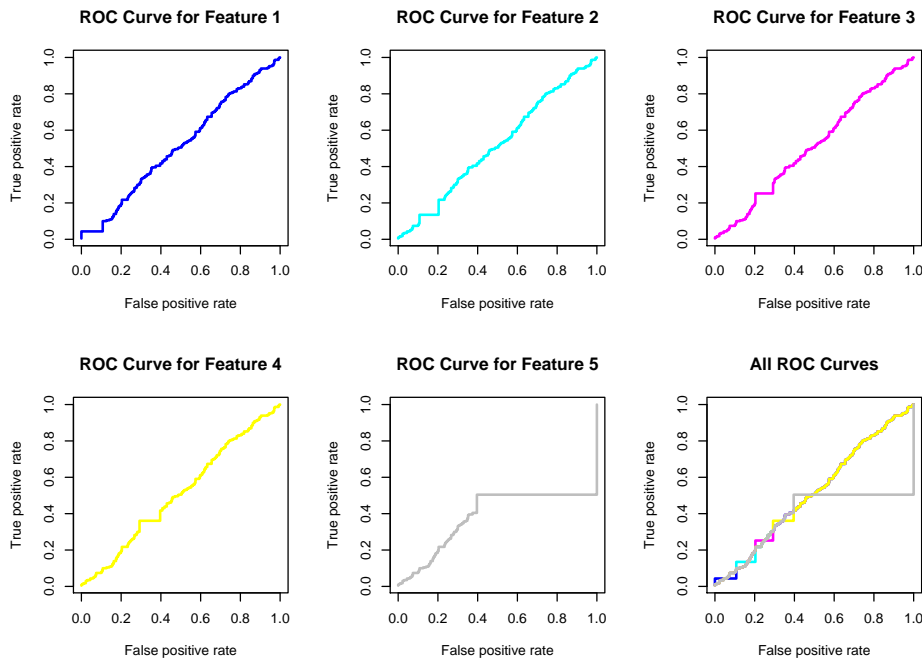 ROC Curve for Feature 1
True positive rate
0.0 0.2 0.4 0.6 0.8 1.0
0.0 0.2 0.4 0.6 0.8 1.0
False positive rate
ROC Curve for Feature 2
True positive rate
0.0 0.2 0.4 0.6 0.8 1.0
0.0 0.2 0.4 0.6 0.8 1.0
False positive rate
ROC Curve for Feature 3
True positive rate
0.0 0.2 0.4 0.6 0.8 1.0
0.0 0.2 0.4 0.6 0.8 1.0
False positive rate
ROC Curve for Feature 4
True positive rate
0.0 0.2 0.4 0.6 0.8 1.0
0.0 0.2 0.4 0.6 0.8 1.0
False positive rate
ROC Curve for Feature 5
True positive rate
0.0 0.2 0.4 0.6 0.8 1.0
0.0 0.2 0.4 0.6 0.8 1.0
False positive rate
All ROC Curves
True positive rate
0.0 0.2 0.4 0.6 0.8 1.0
0.0 0.2 0.4 0.6 0.8 1.0
False positive rate